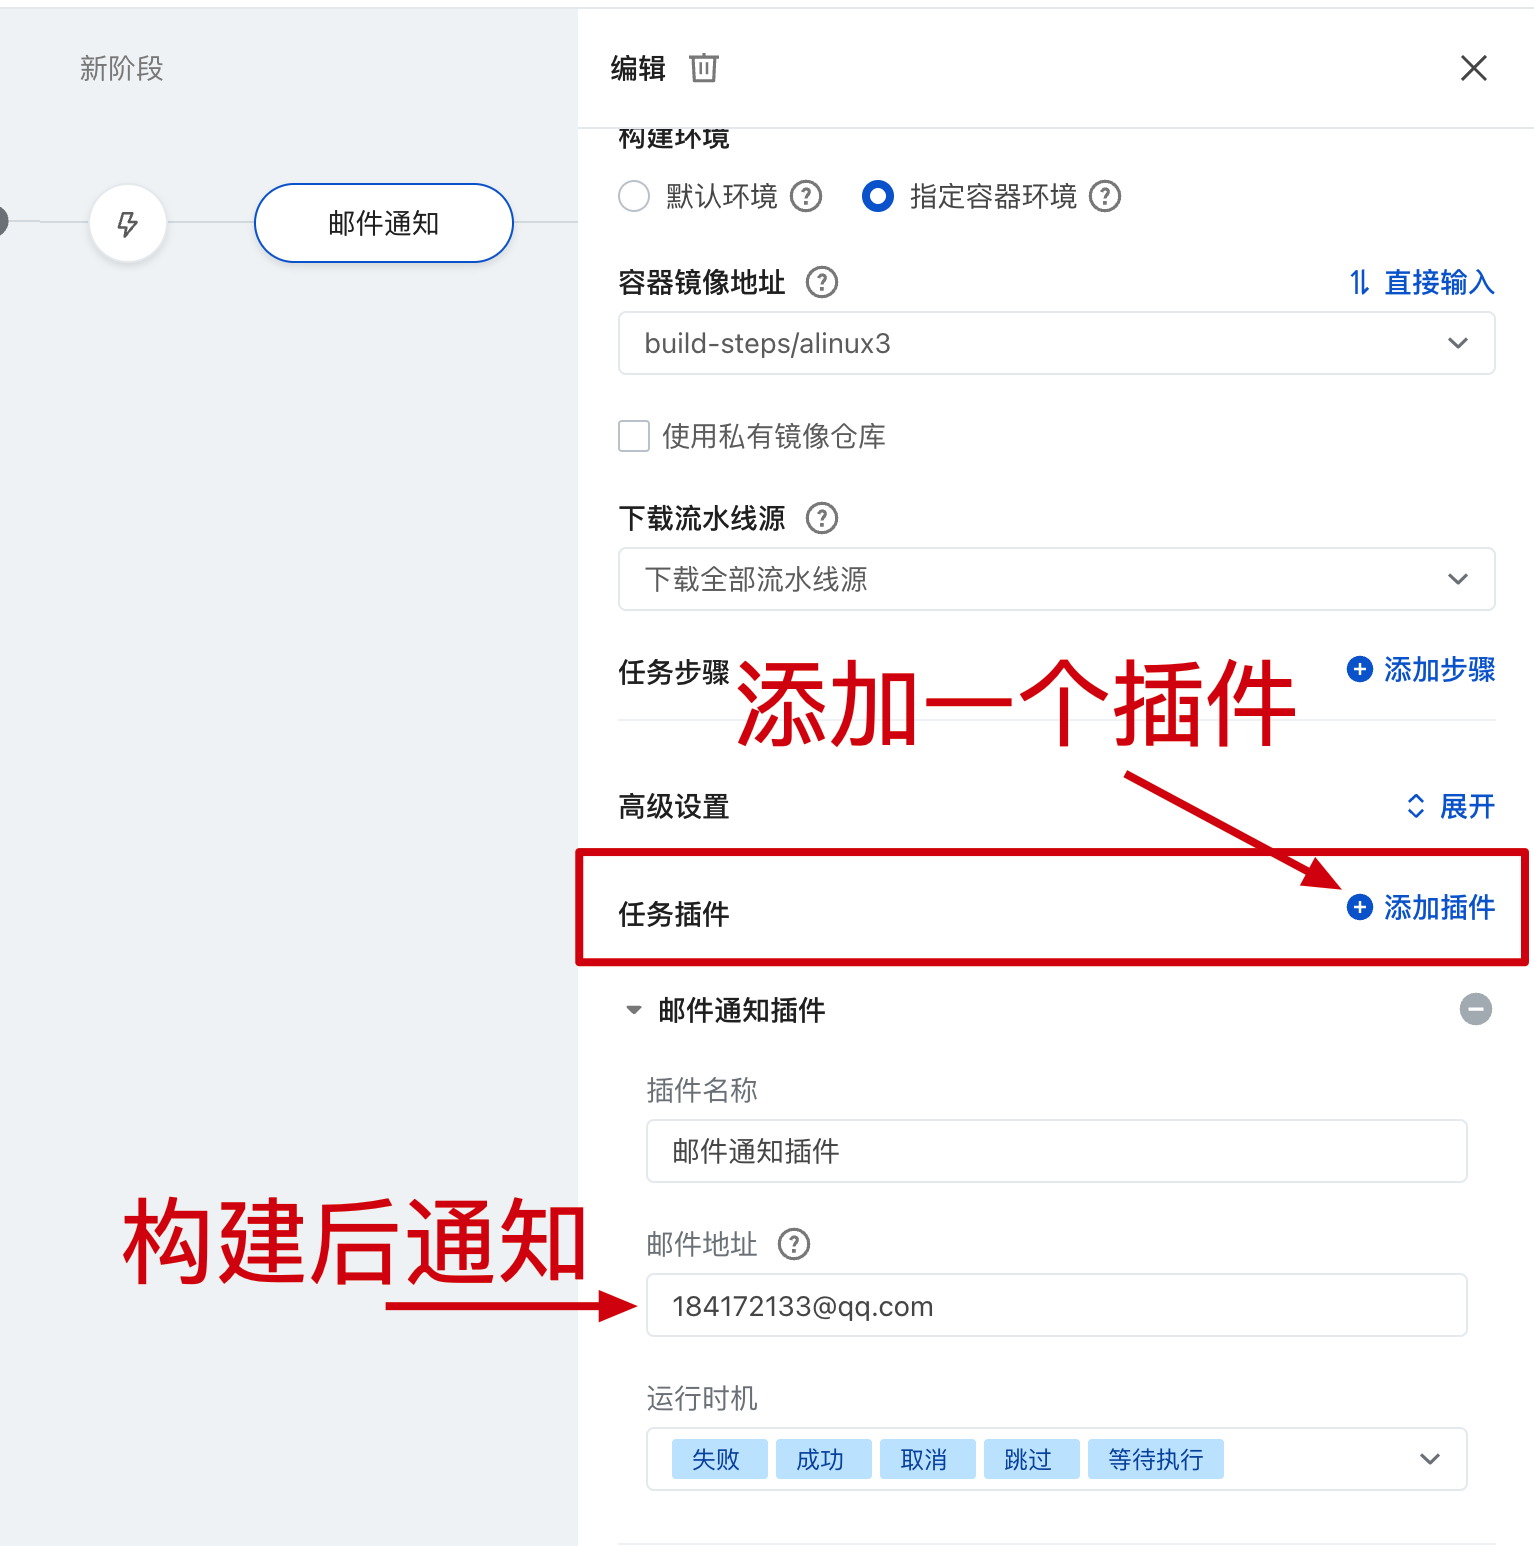 新阶段
邮件通知
编辑
构建环境
默认环境 ? 指定容器环境 ?
容器镜像地址 ? 直接输入
build-steps/alinux3
使用私有镜像仓库
下载流水线源 ?
下载全部流水线源
任务步骤 添加步骤
添加一个插件
高级设置 展开
任务插件 添加插件
邮件通知插件
插件名称
邮件通知插件
构建后通知
邮件地址 ?
184172133@qq.com
运行时机
失败 成功 取消 跳过 等待执行